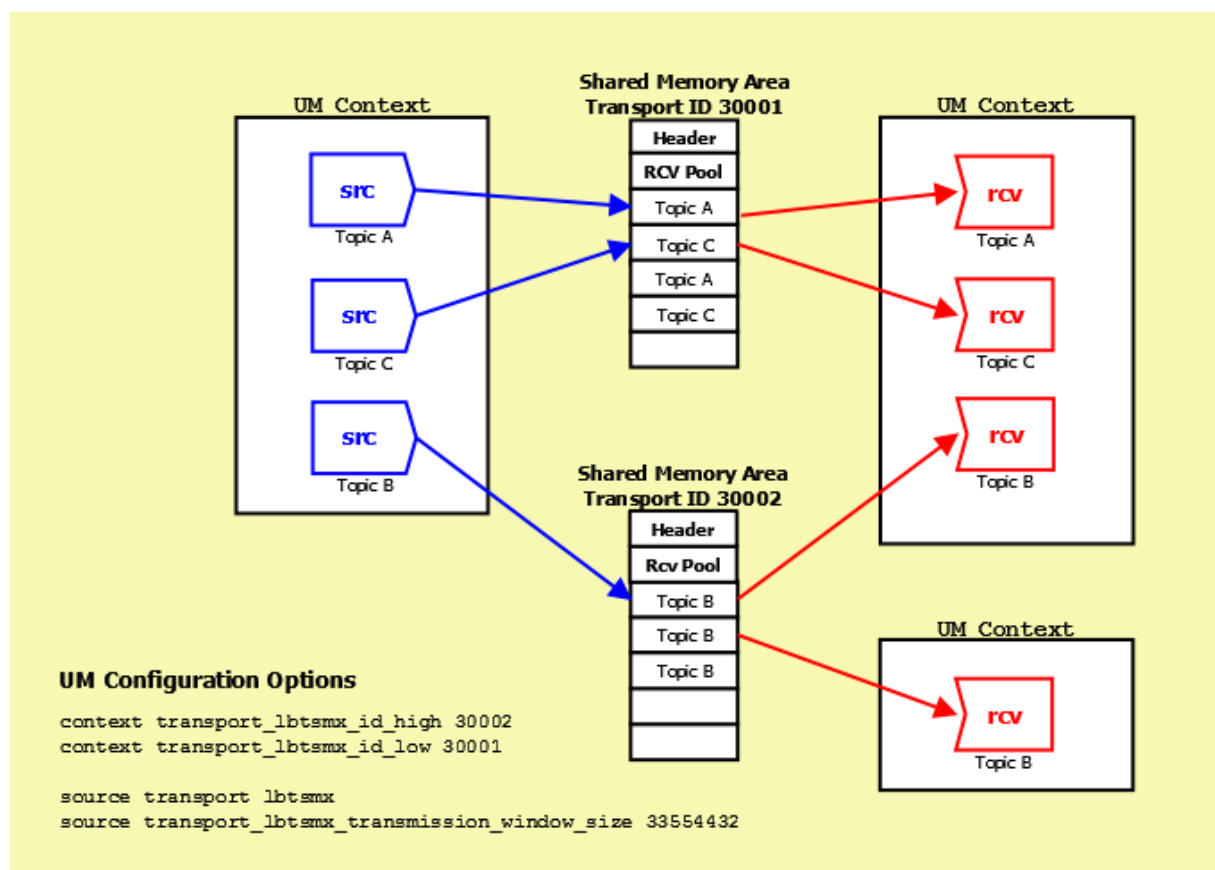 Shared Memory Area
Transport ID 30001
UM Context
UM Context
Header
RCV Pool
Topic A
Topic C
Topic A
Topic C
src
Topic A
src
Topic C
src
Topic B
rcv
Topic A
rcv
Topic C
rcv
Topic B
Shared Memory Area
Transport ID 30002
Header
Rcv Pool
Topic B
Topic B
Topic B
UM Context
rcv
Topic B
UM Configuration Options
context transport_lbtsmx_id_high 30002
context transport_lbtsmx_id_low 30001
source transport lbtsmx
source transport_lbtsmx_transmission_window_size 33554432